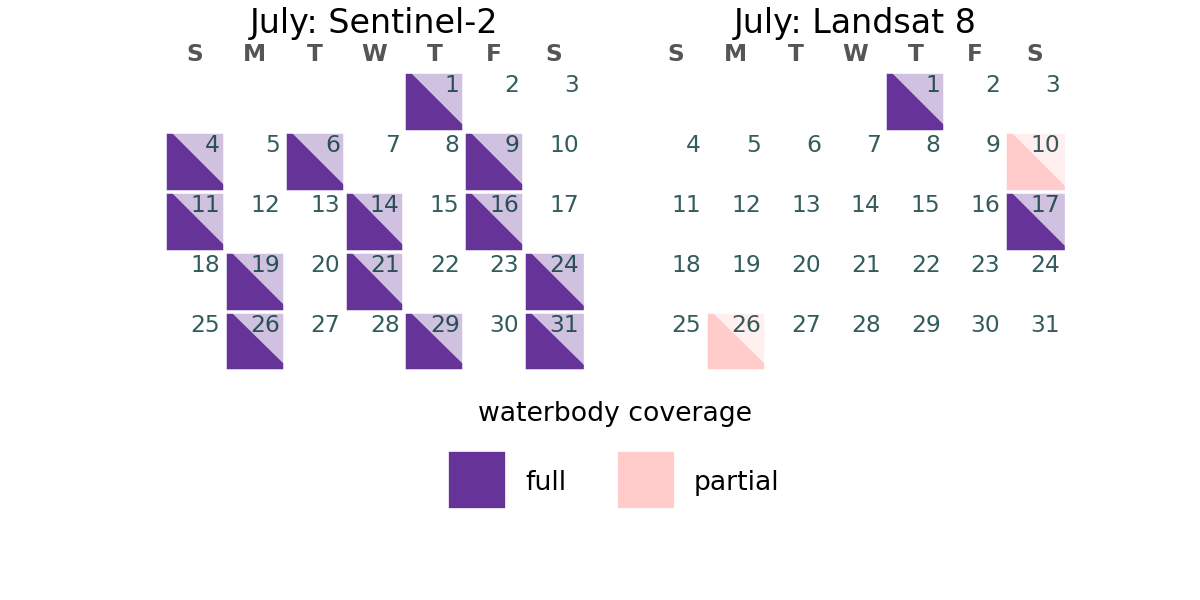 July: Sentinel-2
S M T W T F S
1 2 3
4 5 6 7 8 9 10
11 12 13 14 15 16 17
18 19 20 21 22 23 24
25 26 27 28 29 30 31
July: Landsat 8
S M T W T F S
1 2 3
4 5 6 7 8 9 10
11 12 13 14 15 16 17
18 19 20 21 22 23 24
25 26 27 28 29 30 31
waterbody coverage
full
partial